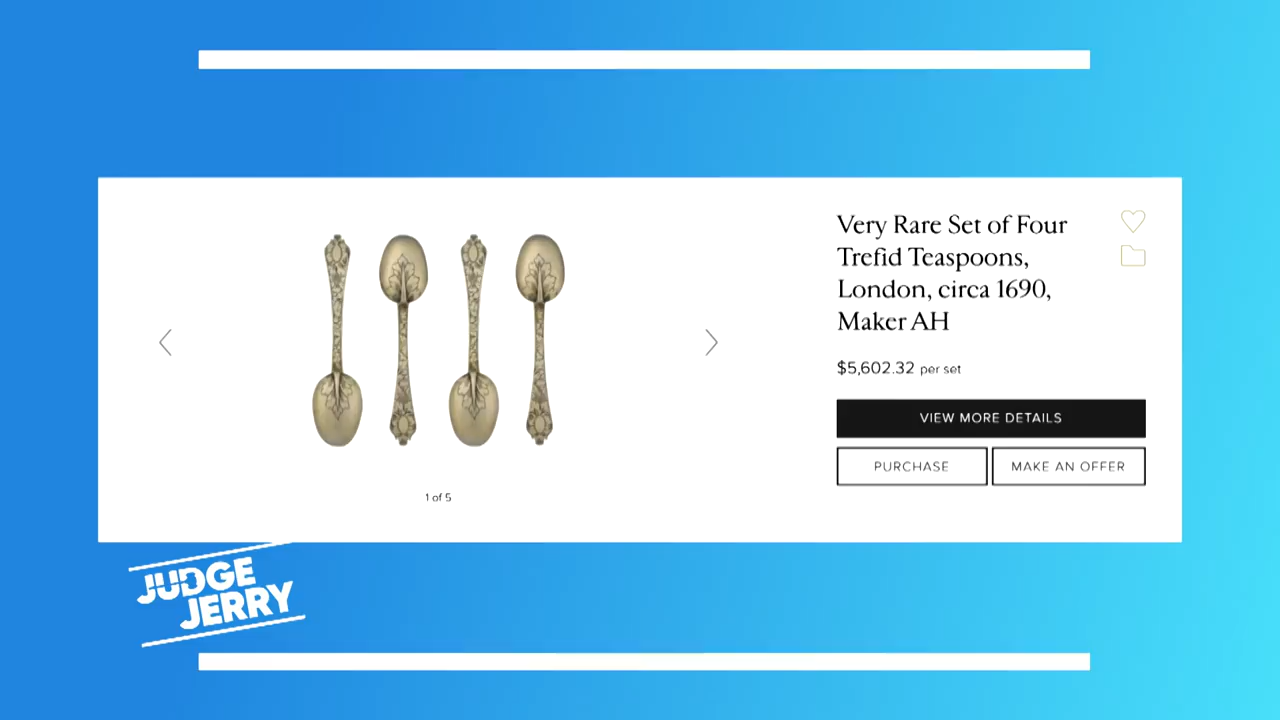 Very Rare Set of Four
Trefid Teaspoons,
London, circa 1690,
Maker AH
$5,602.32 per set
VIEW MORE DETAILS
PURCHASE
MAKE AN OFFER
1 of 5
JUDGE
JERRY